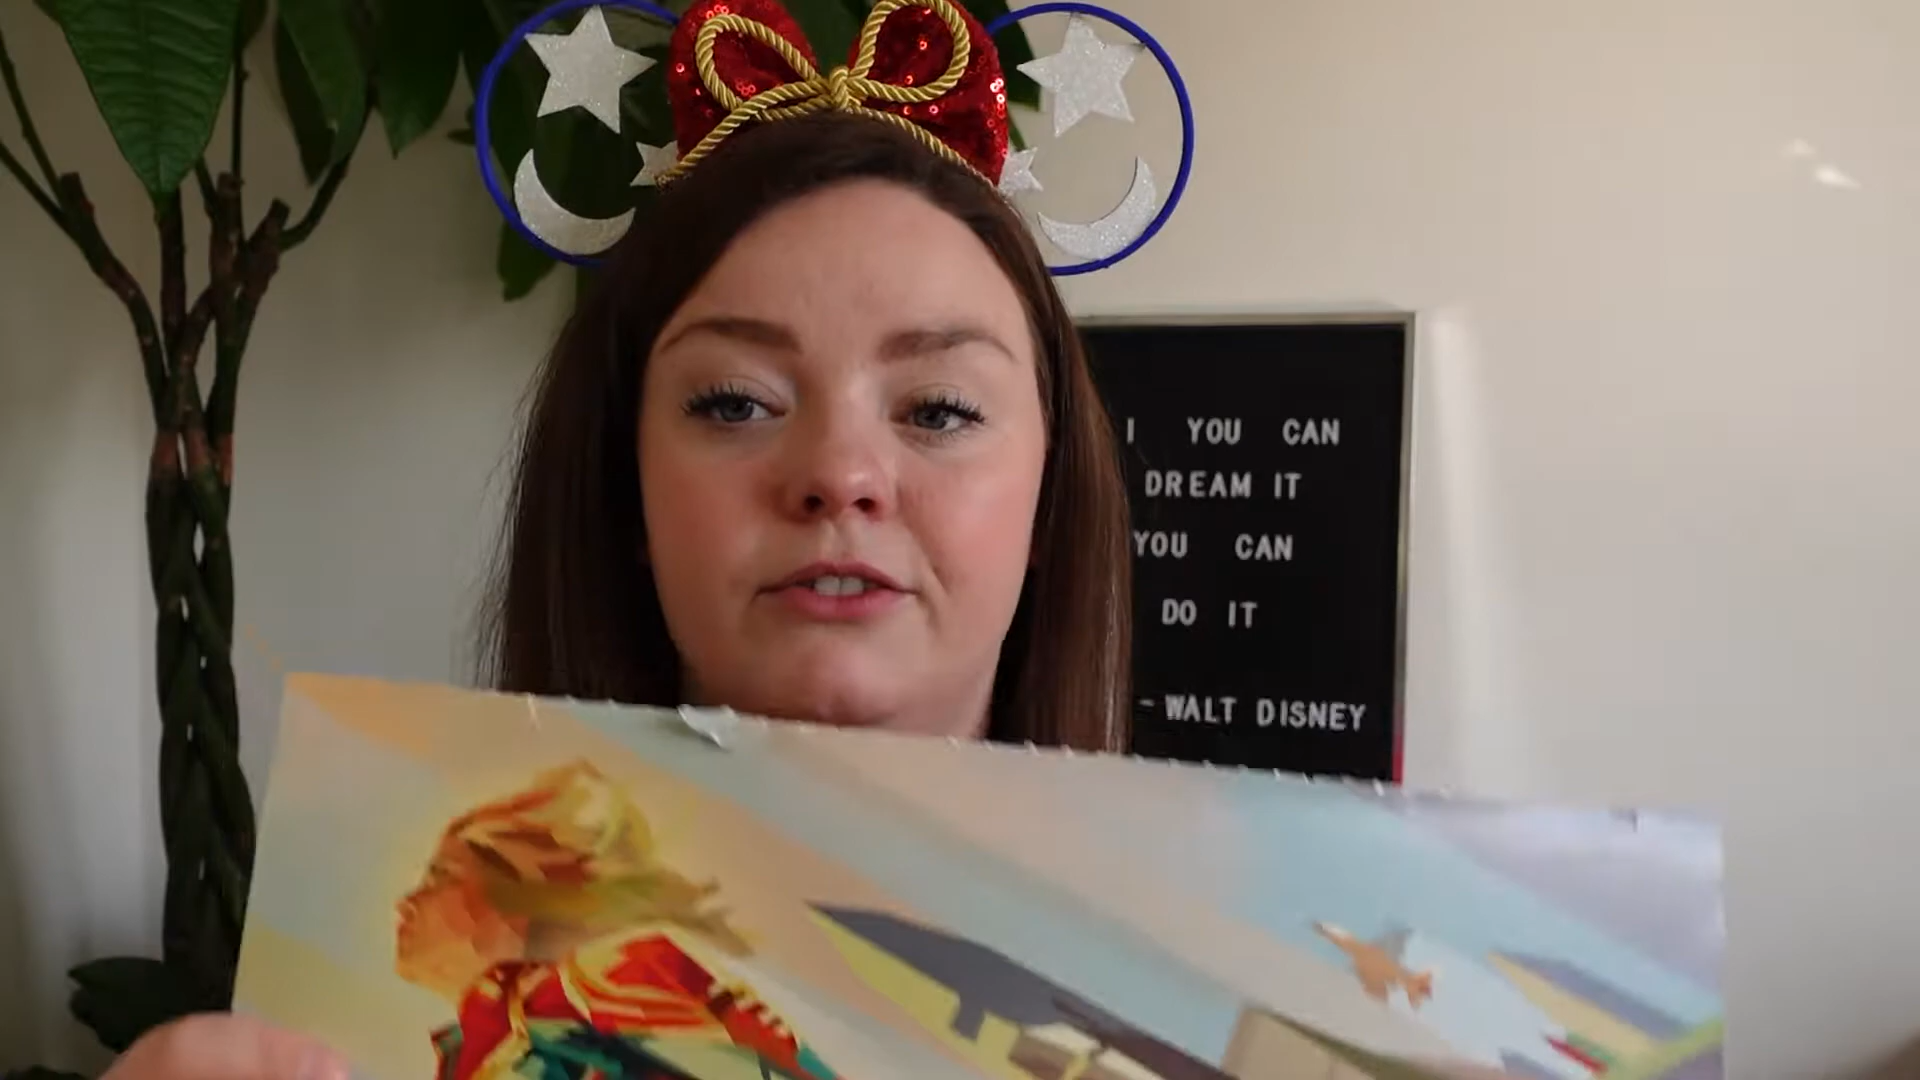 I YOU CAN
DREAM IT
YOU CAN
DO IT
- WALT DISNEY